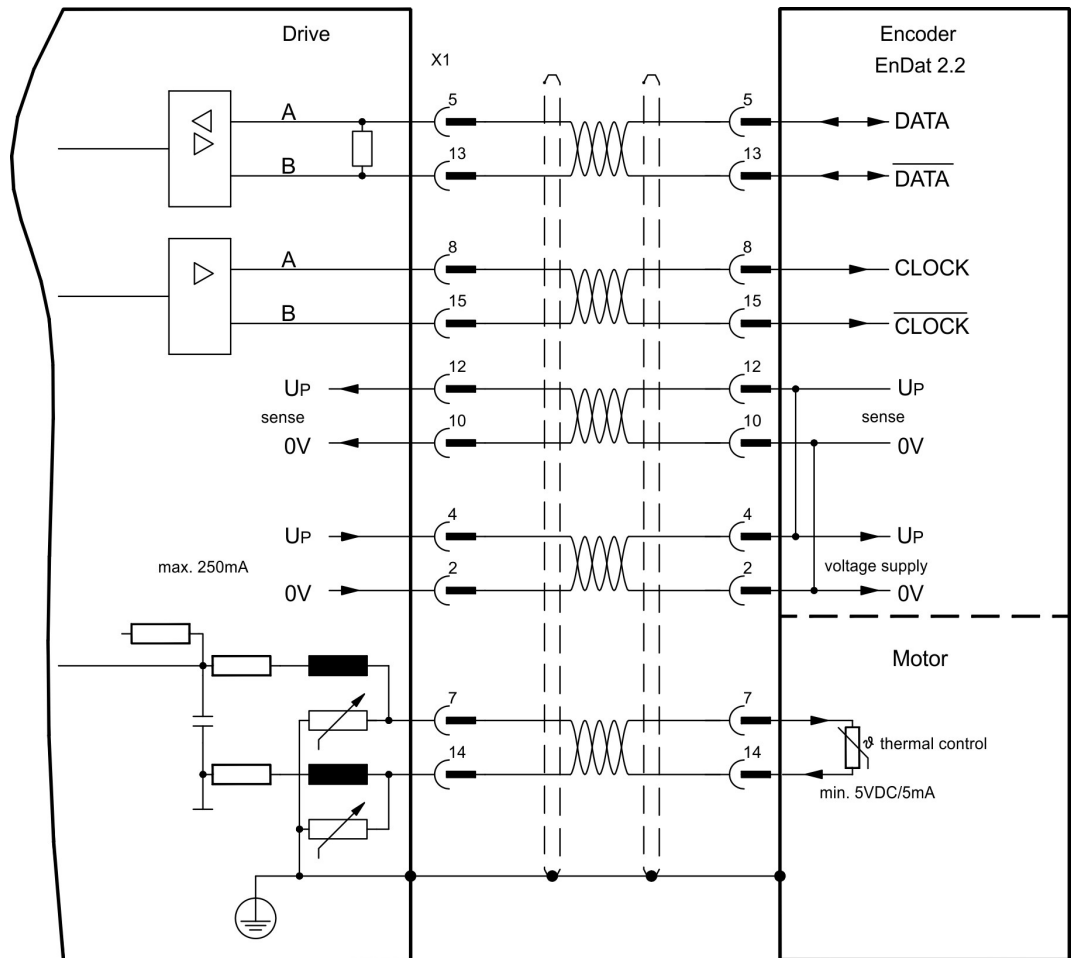 Drive
X1
Encoder
EnDat 2.2
A
5
5
DATA
B
13
13
DATA
A
8
8
CLOCK
B
15
15
CLOCK
UP
12
12
UP
sense
sense
0V
10
10
0V
UP
4
4
UP
max. 250mA
voltage supply
0V
2
2
0V
Motor
7
7
ϑ thermal control
14
14
min. 5VDC/5mA